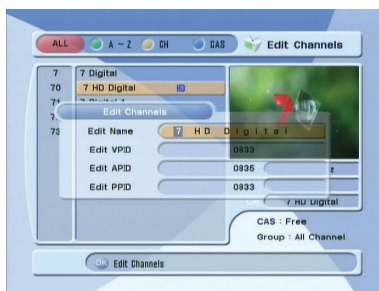 ALL A ~ Z CH CAS Edit Channels
7 7 Digital
70 7 HD Digital HD
Edit Channels
73 Edit Name 7 HD Digital
Edit VPID 0833
Edit APID 0835
Edit PPID 0833
7 HD Digital
CAS : Free
Group : All Channel
OK Edit Channels